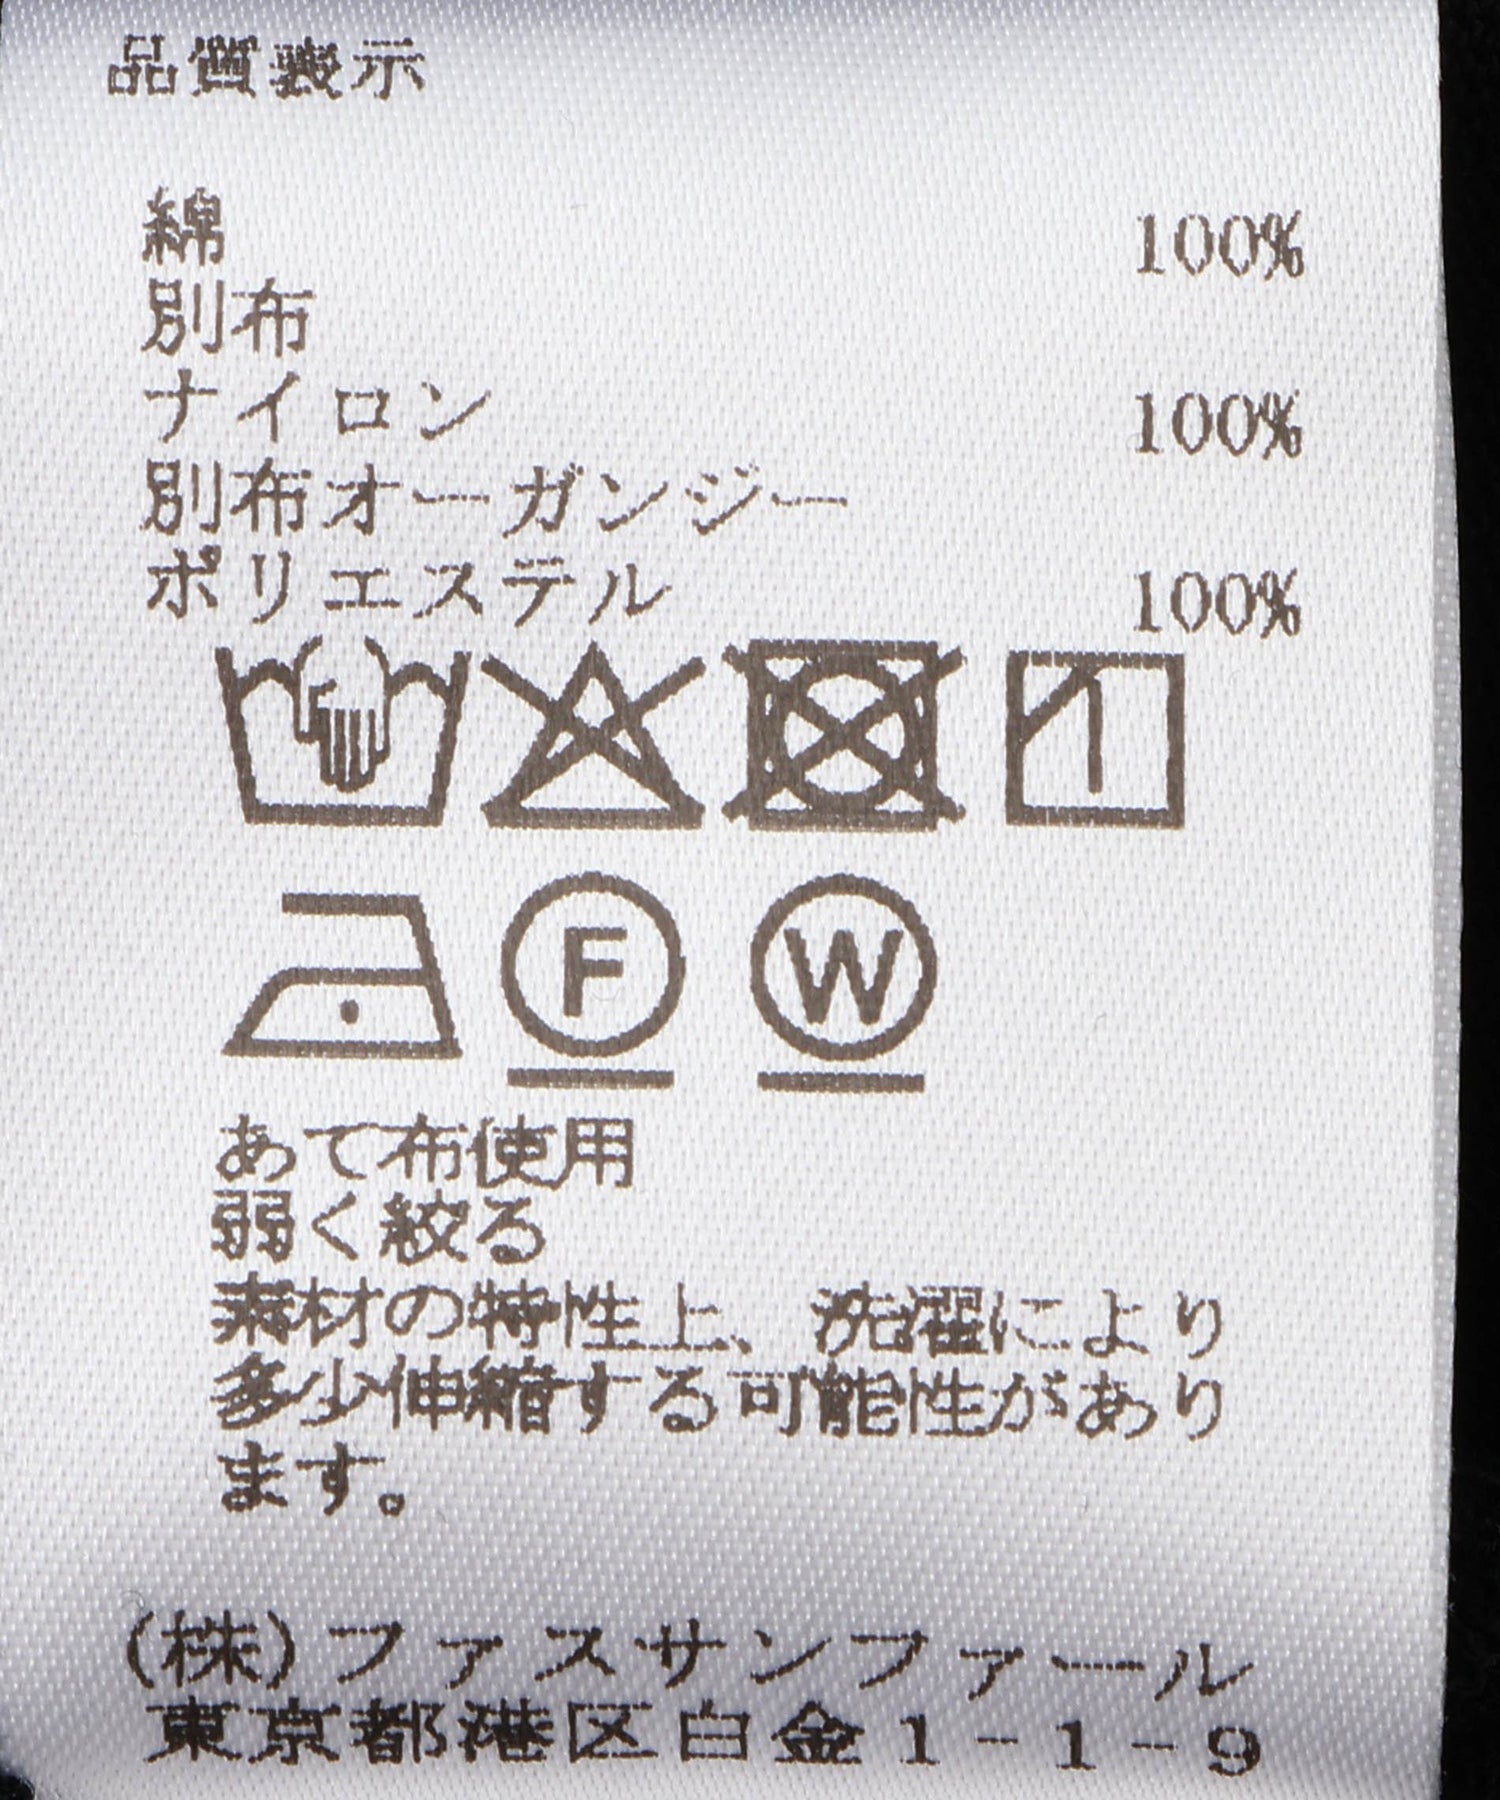 品質表示
綿 100%
別布
ナイロン 100%
別布オーガンジー
ポリエステル 100%
F W
あて布使用
弱く絞る
素材の特性上、洗濯により
多少伸縮する可能性があり
ます。
(株)ファスサンファール
東京都港区白金1-1-9